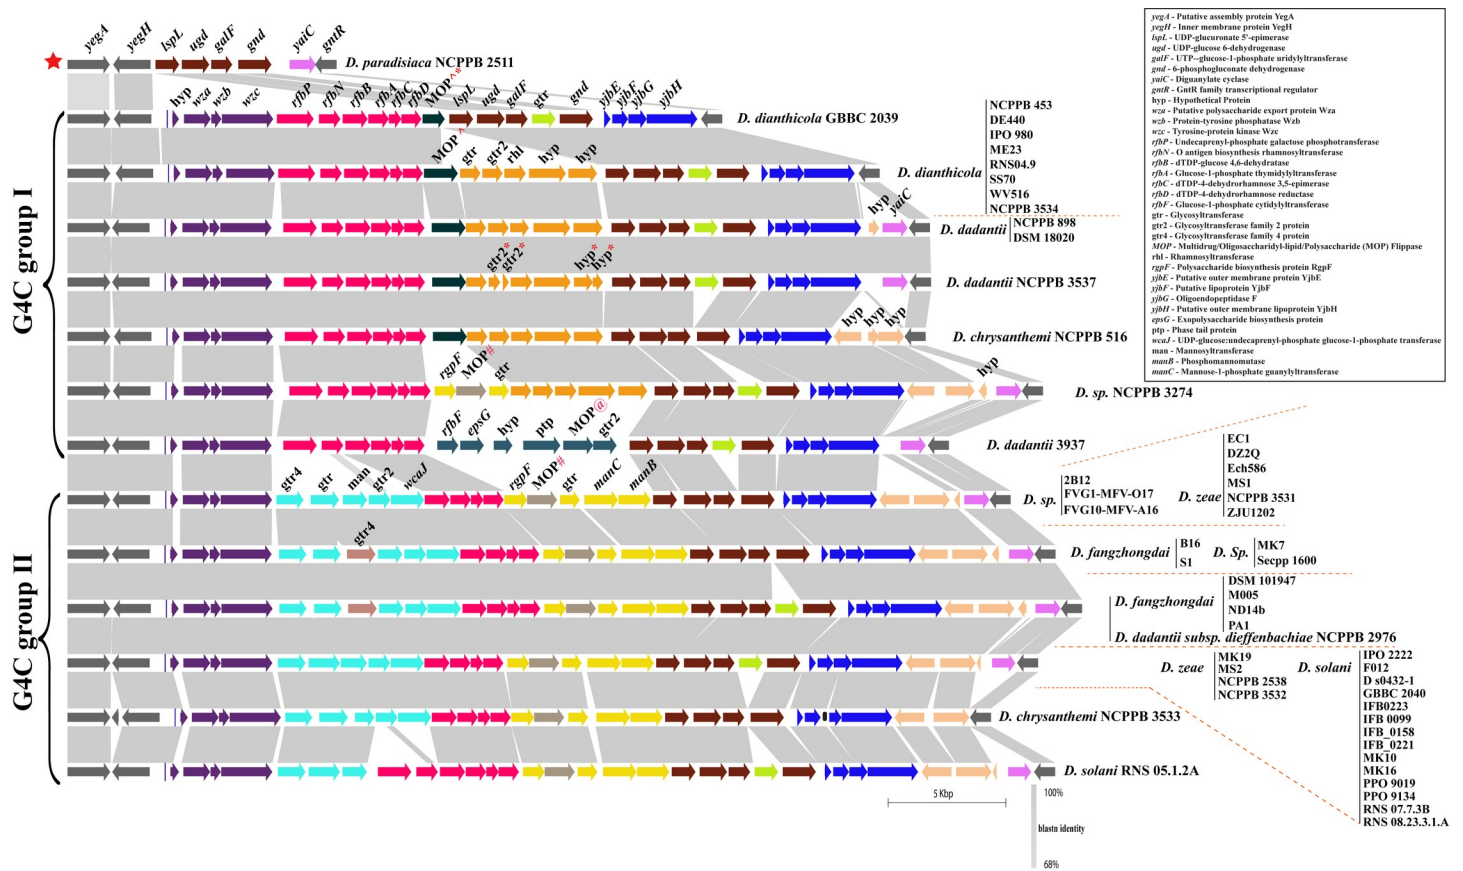 yegA yegH lspL ugd galF gnd yaiC gntR
D. paradisiaca NCPPB 2511
hyp wza wzb wzc rfbP rfbN rfbB rfbA rfbC rfbD MOP^* lspL ugd galF gtr gnd yjbE yjbF yjbG yjbH
D. dianthicola GBBC 2039
MOP^ gtr gtr2 rhl hyp hyp
D. dianthicola
NCPPB 453
DE440
IPO 980
ME23
RNS04.9
SS70
WV516
NCPPB 3534
hyp yaiC
D. dadantii
NCPPB 898
DSM 18020
gtr2* gtr2* hyp* hyp*
D. dadantii NCPPB 3537
hyp hyp hyp
D. chrysanthemi NCPPB 516
rgpF MOP# gtr hyp
D. sp. NCPPB 3274
rfbF epsG hyp ptp MOP@ gtr2
D. dadantii 3937
G4C group I
gtr4 gtr man gtr2 wcaJ rgpF MOP# gtr manC manB
D. sp.
2B12
FVG1-MFV-O17
FVG10-MFV-A16
D. zeae
EC1
DZ2Q
Ech586
MS1
NCPPB 3531
ZJU1202
gtr4
D. fangzhongdai
B16
S1
D. Sp.
MK7
Secpp 1600
D. fangzhongdai
DSM 101947
M005
ND14b
PA1
D. dadantii subsp. dieffenbachiae NCPPB 2976
D. zeae
MK19
MS2
NCPPB 2538
NCPPB 3532
D. solani
IPO 2222
F012
D s0432-1
GBBC 2040
IFB0223
IFB 0099
IFB_0158
IFB_0221
MK10
MK16
PPO 9019
PPO 9134
RNS 07.7.3B
RNS 08.23.3.1.A
D. chrysanthemi NCPPB 3533
D. solani RNS 05.1.2A
G4C group II
5 Kbp
100%
blastn identity
68%
yegA - Putative assembly protein YegA
yegH - Inner membrane protein YegH
lspL - UDP-glucuronate 5'-epimerase
ugd - UDP-glucose 6-dehydrogenase
galF - UTP--glucose-1-phosphate uridylyltransferase
gnd - 6-phosphogluconate dehydrogenase
yaiC - Diguanylate cyclase
gntR - GntR family transcriptional regulator
hyp - Hypothetical Protein
wza - Putative polysaccharide export protein Wza
wzb - Protein-tyrosine phosphatase Wzb
wzc - Tyrosine-protein kinase Wzc
rfbP - Undecaprenyl-phosphate galactose phosphotransferase
rfbN - O antigen biosynthesis rhamnosyltransferase
rfbB - dTDP-glucose 4,6-dehydratase
rfbA - Glucose-1-phosphate thymidylyltransferase
rfbC - dTDP-4-dehydrorhamnose 3,5-epimerase
rfbD - dTDP-4-dehydrorhamnose reductase
rfbF - Glucose-1-phosphate cytidylyltransferase
gtr - Glycosyltransferase
gtr2 - Glycosyltransferase family 2 protein
gtr4 - Glycosyltransferase family 4 protein
MOP - Multidrug/Oligosaccharidyl-lipid/Polysaccharide (MOP) Flippase
rhl - Rhamnosyltransferase
rgpF - Polysaccharide biosynthesis protein RgpF
yjbE - Putative outer membrane protein YjbE
yjbF - Putative lipoprotein YjbF
yjbG - Oligoendopeptidase F
yjbH - Putative outer membrane lipoprotein YjbH
epsG - Exopolysaccharide biosynthesis protein
ptp - Phage tail protein
wcaJ - UDP-glucose:undecaprenyl-phosphate glucose-1-phosphate transferase
man - Mannosyltransferase
manB - Phosphomannomutase
manC - Mannose-1-phosphate guanylyltransferase